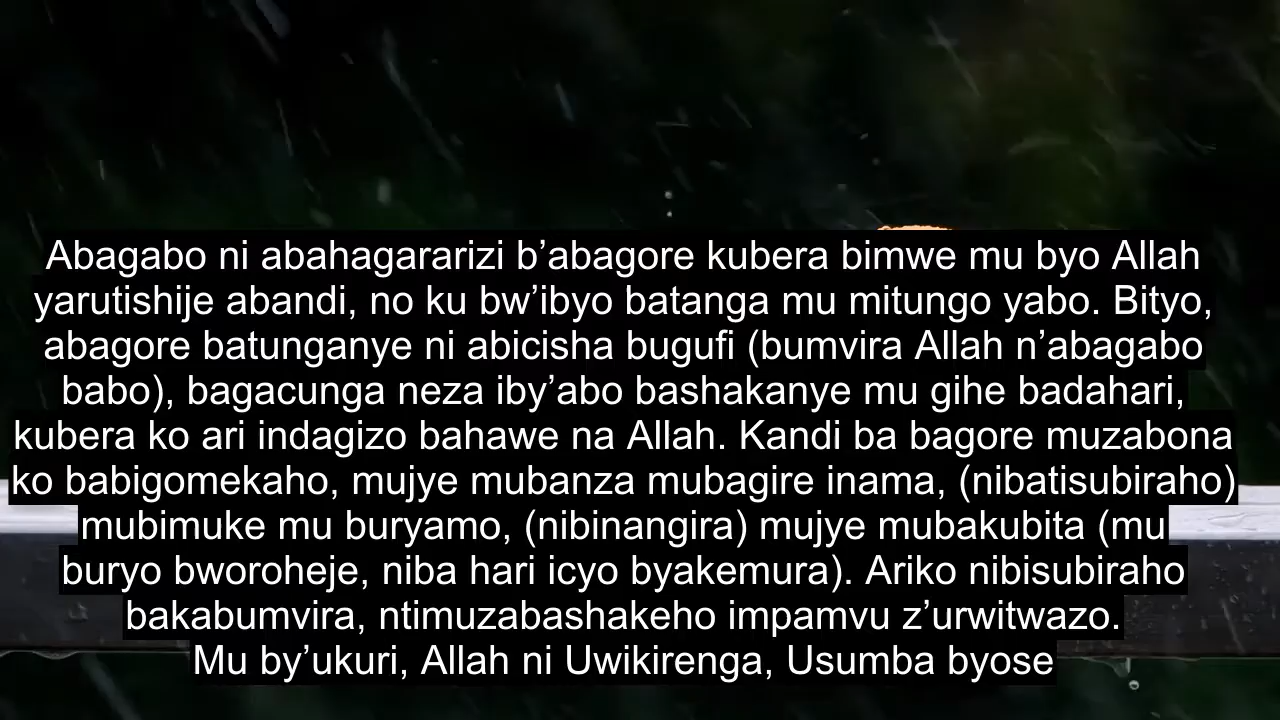 Abagabo ni abahagararizi b’abagore kubera bimwe mu byo Allah
yarutishije abandi, no ku bw’ibyo batanga mu mitungo yabo. Bityo,
abagore batunganye ni abicisha bugufi (bumvira Allah n’abagabo
babo), bagacunga neza iby’abo bashakanye mu gihe badahari,
kubera ko ari indagizo bahawe na Allah. Kandi ba bagore muzabona
ko babigomekaho, mujye mubanza mubagire inama, (nibatisubiraho)
mubimuke mu buryamo, (nibinangira) mujye mubakubita (mu
buryo bworoheje, niba hari icyo byakemura). Ariko nibisubiraho
bakabumvira, ntimuzabashakeho impamvu z’urwitwazo.
Mu by’ukuri, Allah ni Uwikirenga, Usumba byose